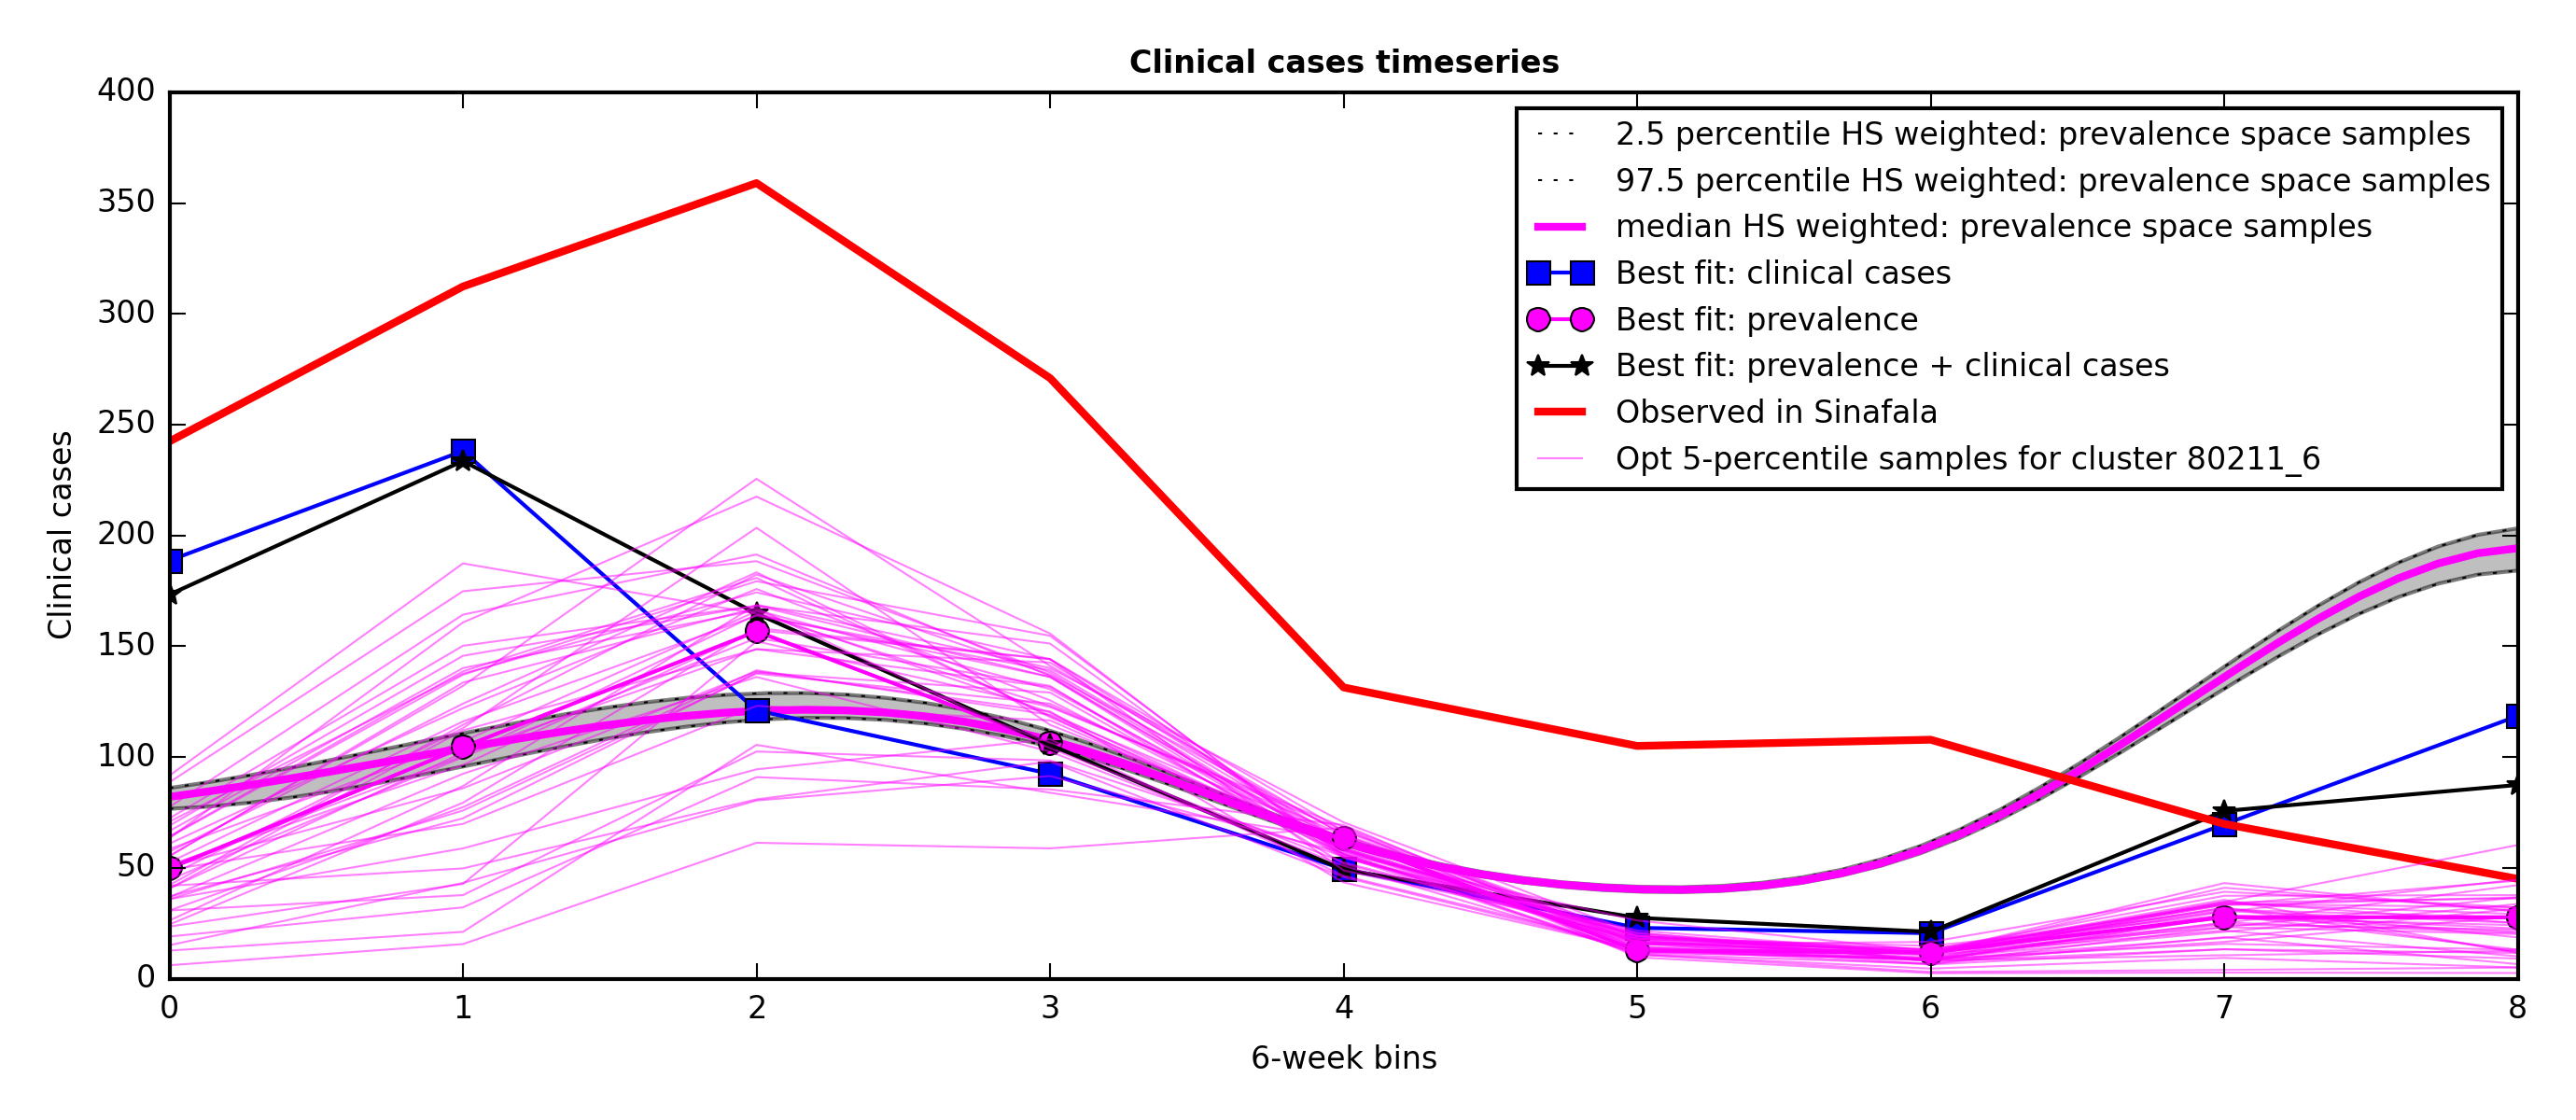 Clinical cases timeseries
400
350
300
250
200
150
100
50
0
Clinical cases
2.5 percentile HS weighted: prevalence space samples
97.5 percentile HS weighted: prevalence space samples
median HS weighted: prevalence space samples
Best fit: clinical cases
Best fit: prevalence
Best fit: prevalence + clinical cases
Observed in Sinafala
Opt 5-percentile samples for cluster 80211_6
0 1 2 3 4 5 6 7 8
6-week bins